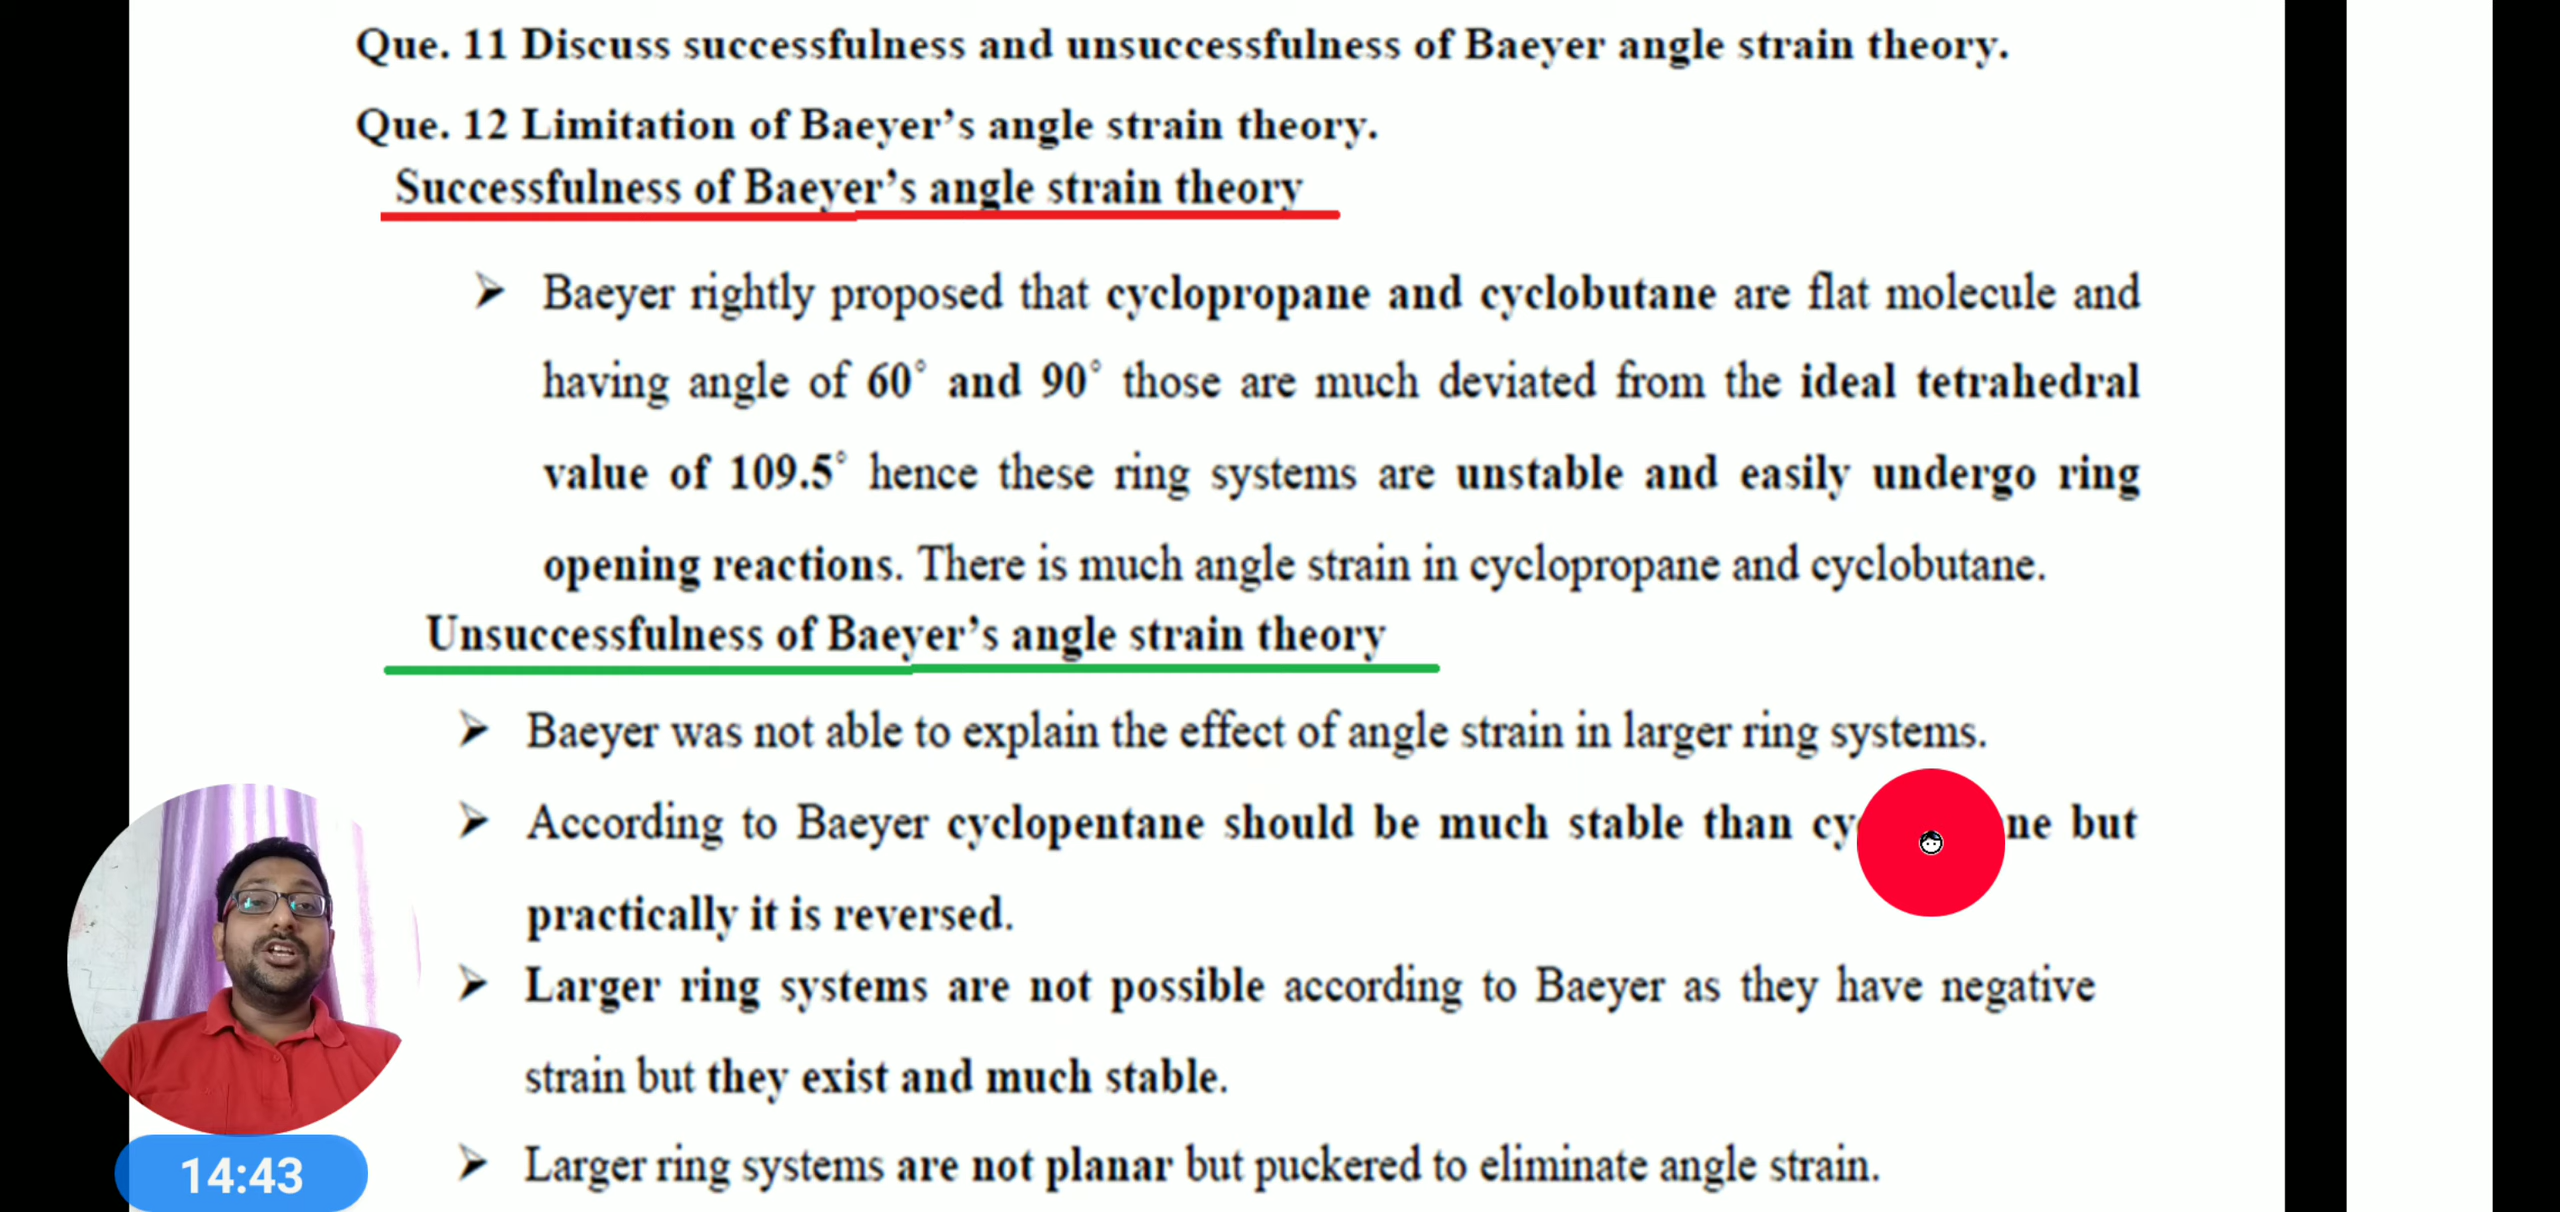 Que. 11 Discuss successfulness and unsuccessfulness of Baeyer angle strain theory.
Que. 12 Limitation of Baeyer's angle strain theory.
Successfulness of Baeyer's angle strain theory
➤ Baeyer rightly proposed that cyclopropane and cyclobutane are flat molecule and
having angle of 60° and 90° those are much deviated from the ideal tetrahedral
value of 109.5° hence these ring systems are unstable and easily undergo ring
opening reactions. There is much angle strain in cyclopropane and cyclobutane.
Unsuccessfulness of Baeyer's angle strain theory
➤ Baeyer was not able to explain the effect of angle strain in larger ring systems.
➤ According to Baeyer cyclopentane should be much stable than but
practically it is reversed.
➤ Larger ring systems are not possible according to Baeyer as they have negative
strain but they exist and much stable.
➤ Larger ring systems are not planar but puckered to eliminate angle strain.
14:43